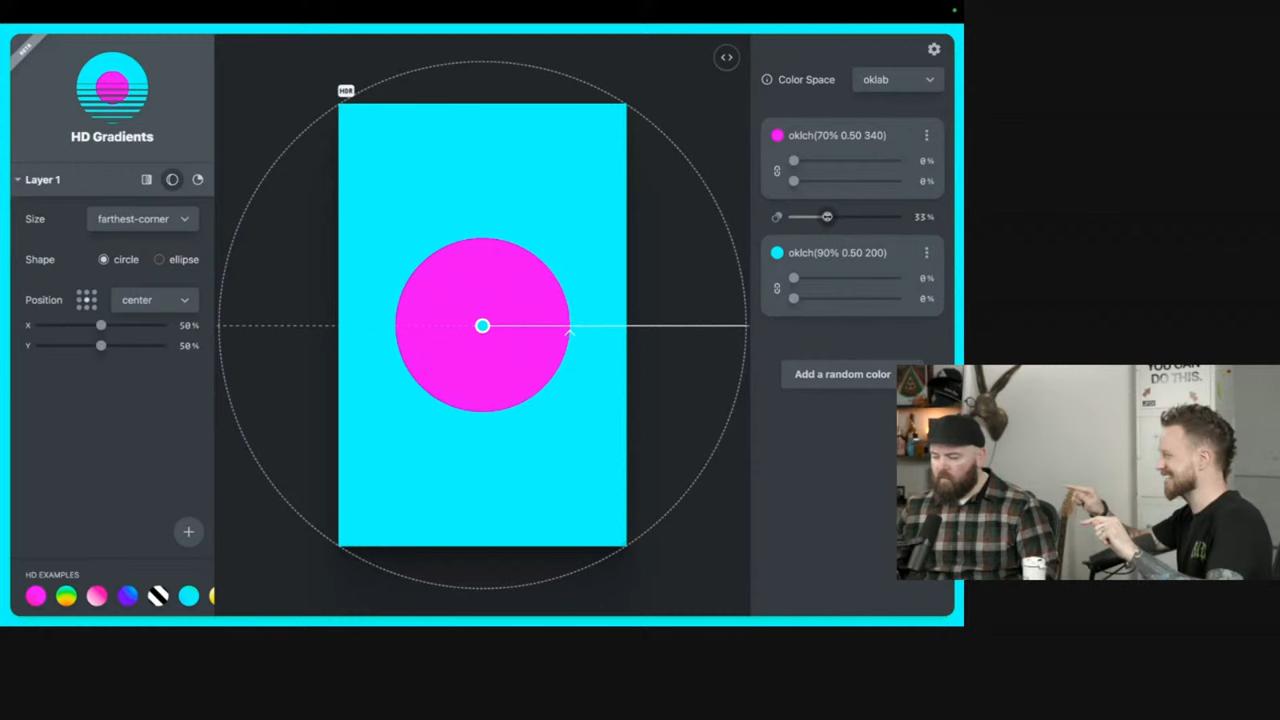 BETA
HD Gradients
Layer 1
Size
farthest-corner
Shape
circle
ellipse
Position
center
X
50%
Y
50%
HD EXAMPLES
HDR
Color Space
oklab
oklch(70% 0.50 340)
0%
0%
33%
oklch(90% 0.50 200)
0%
0%
Add a random color
YOU CAN
DO THIS.